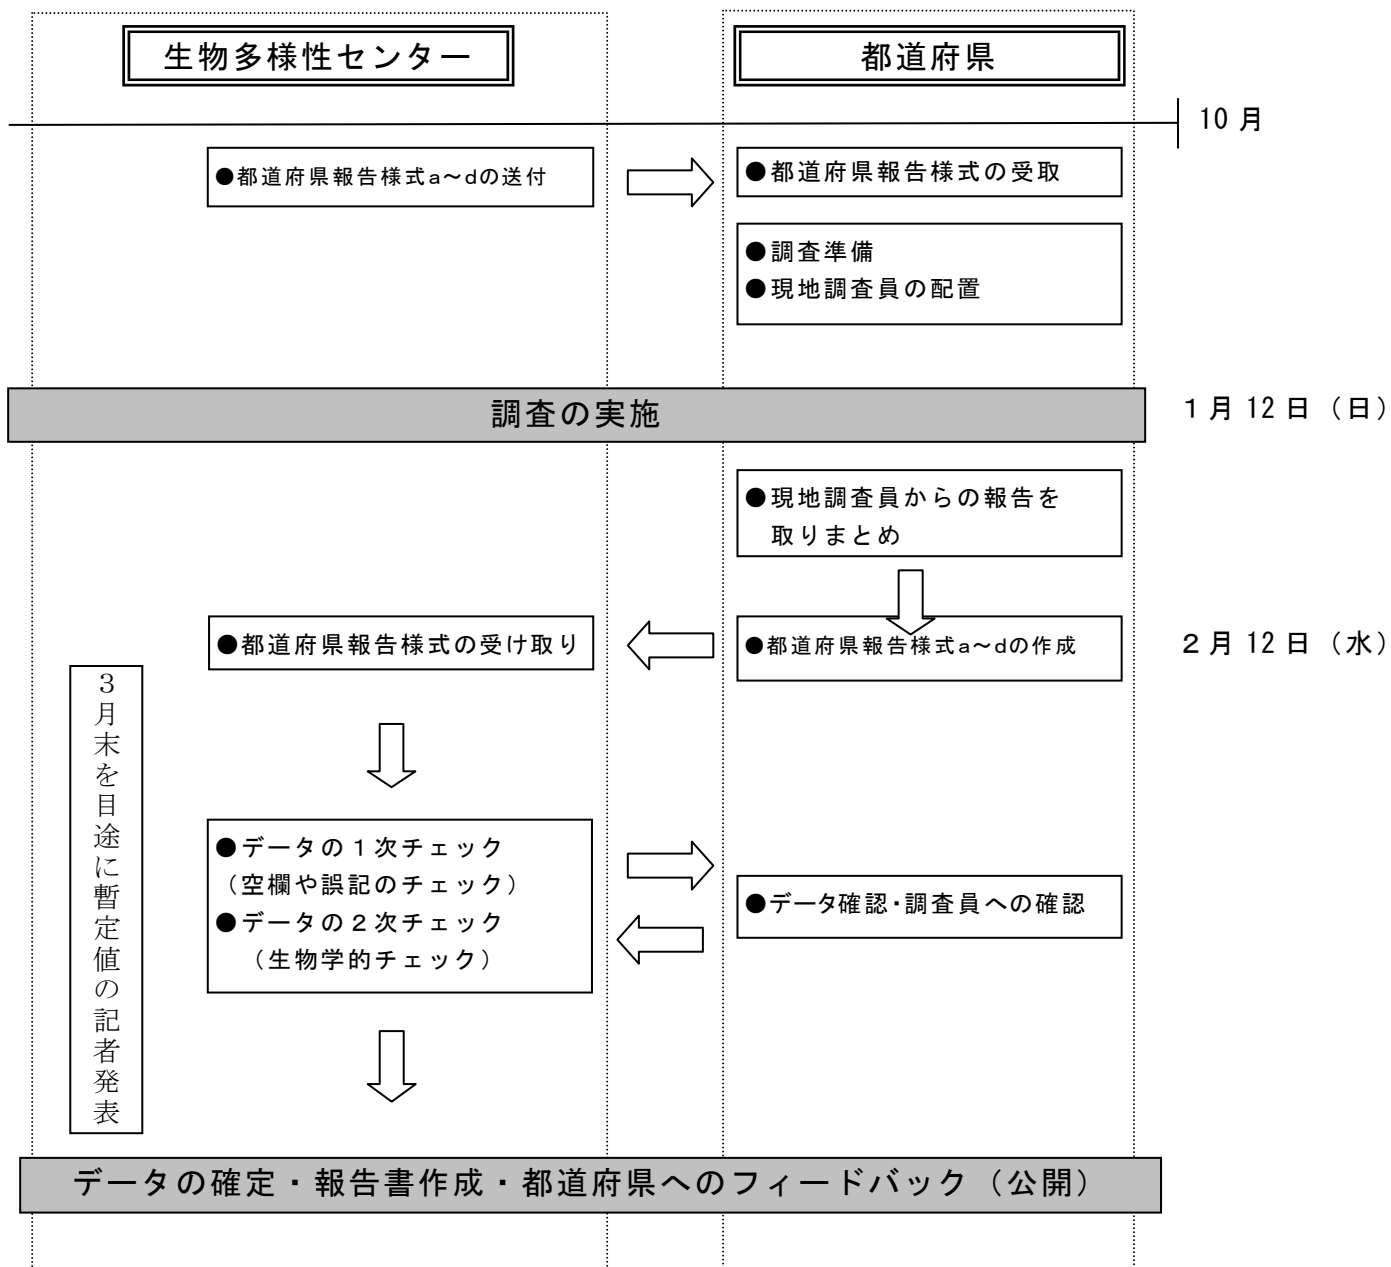 生物多様性センター
都道府県
10 月
●都道府県報告様式a~dの送付
●都道府県報告様式の受取
●調査準備
●現地調査員の配置
調査の実施
１月 12 日 （日）
●現地調査員からの報告を
取りまとめ
●都道府県報告様式の受け取り
●都道府県報告様式a~dの作成
２月 12 日 （水）
３月末を目途に暫定値の記者発表
●データの１次チェック
（空欄や誤記のチェック）
●データの２次チェック
（生物学的チェック）
●データ確認・調査員への確認
データの確定・報告書作成・都道府県へのフィードバック（公開）